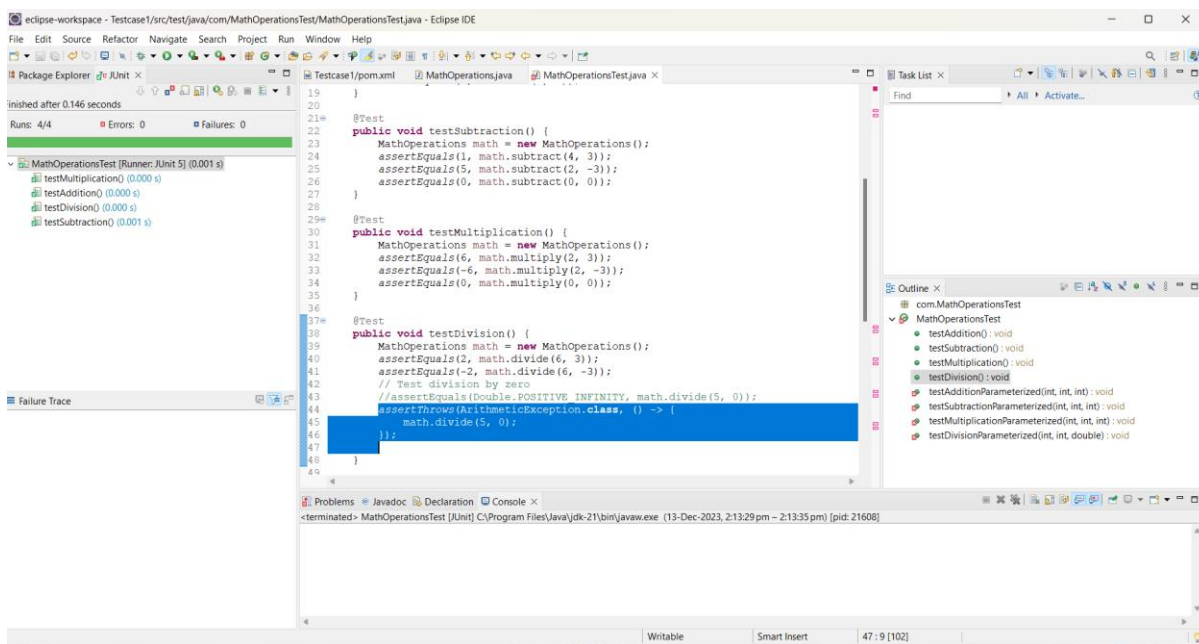 eclipse-workspace - Testcase1/src/test/java/com/MathOperationsTest/MathOperationsTest.java - Eclipse IDE
File Edit Source Refactor Navigate Search Project Run Window Help
Package Explorer JUnit
Finished after 0.146 seconds
Runs: 4/4 Errors: 0 Failures: 0
MathOperationsTest [Runner: JUnit 5] (0.001 s)
testMultiplication() (0.000 s)
testAddition() (0.000 s)
testDivision() (0.000 s)
testSubtraction() (0.001 s)
Failure Trace
Testcase1/pom.xml MathOperations.java MathOperationsTest.java
19 }
20
21 @Test
22 public void testSubtraction() {
23 MathOperations math = new MathOperations();
24 assertEquals(1, math.subtract(4, 3));
25 assertEquals(5, math.subtract(2, -3));
26 assertEquals(0, math.subtract(0, 0));
27 }
28
29 @Test
30 public void testMultiplication() {
31 MathOperations math = new MathOperations();
32 assertEquals(6, math.multiply(2, 3));
33 assertEquals(-6, math.multiply(2, -3));
34 assertEquals(0, math.multiply(0, 0));
35 }
36
37 @Test
38 public void testDivision() {
39 MathOperations math = new MathOperations();
40 assertEquals(2, math.divide(6, 3));
41 assertEquals(-2, math.divide(6, -3));
42 // Test division by zero
43 //assertEquals(Double.POSITIVE_INFINITY, math.divide(5, 0));
44 assertThrows(ArithmeticException.class, () -> {
45 math.divide(5, 0);
46 });
47
48 }
49
Task List
Find All Activate...
Outline
com.MathOperationsTest
MathOperationsTest
testAddition() : void
testSubtraction() : void
testMultiplication() : void
testDivision() : void
testAdditionParameterized(int, int, int) : void
testSubtractionParameterized(int, int, int) : void
testMultiplicationParameterized(int, int, int) : void
testDivisionParameterized(int, int, double) : void
Problems Javadoc Declaration Console
<terminated> MathOperationsTest [JUnit] C:\Program Files\Java\jdk-21\bin\javaw.exe (13-Dec-2023, 2:13:29 pm – 2:13:35 pm) [pid: 21608]
Writable Smart Insert 47 : 9 [102]